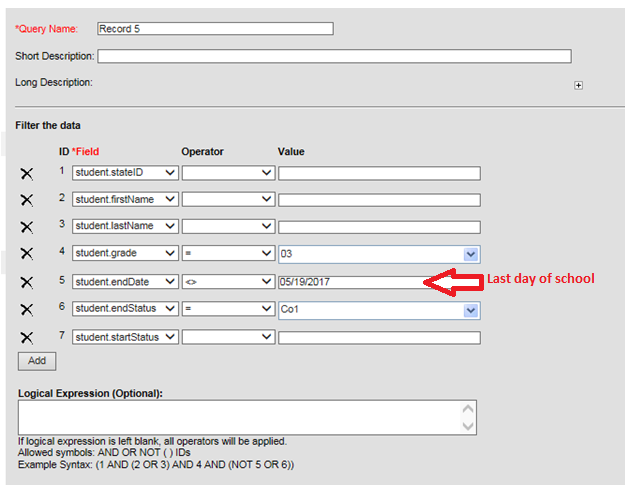 *Query Name: Record 5
Short Description:
Long Description:
Filter the data
ID *Field Operator Value
1 student.stateID
2 student.firstName
3 student.lastName
4 student.grade = 03
5 student.endDate <> 05/19/2017 Last day of school
6 student.endStatus = Co1
7 student.startStatus
Add
Logical Expression (Optional):
If logical expression is left blank, all operators will be applied.
Allowed symbols: AND OR NOT ( ) IDs
Example Syntax: (1 AND (2 OR 3) AND 4 AND (NOT 5 OR 6))